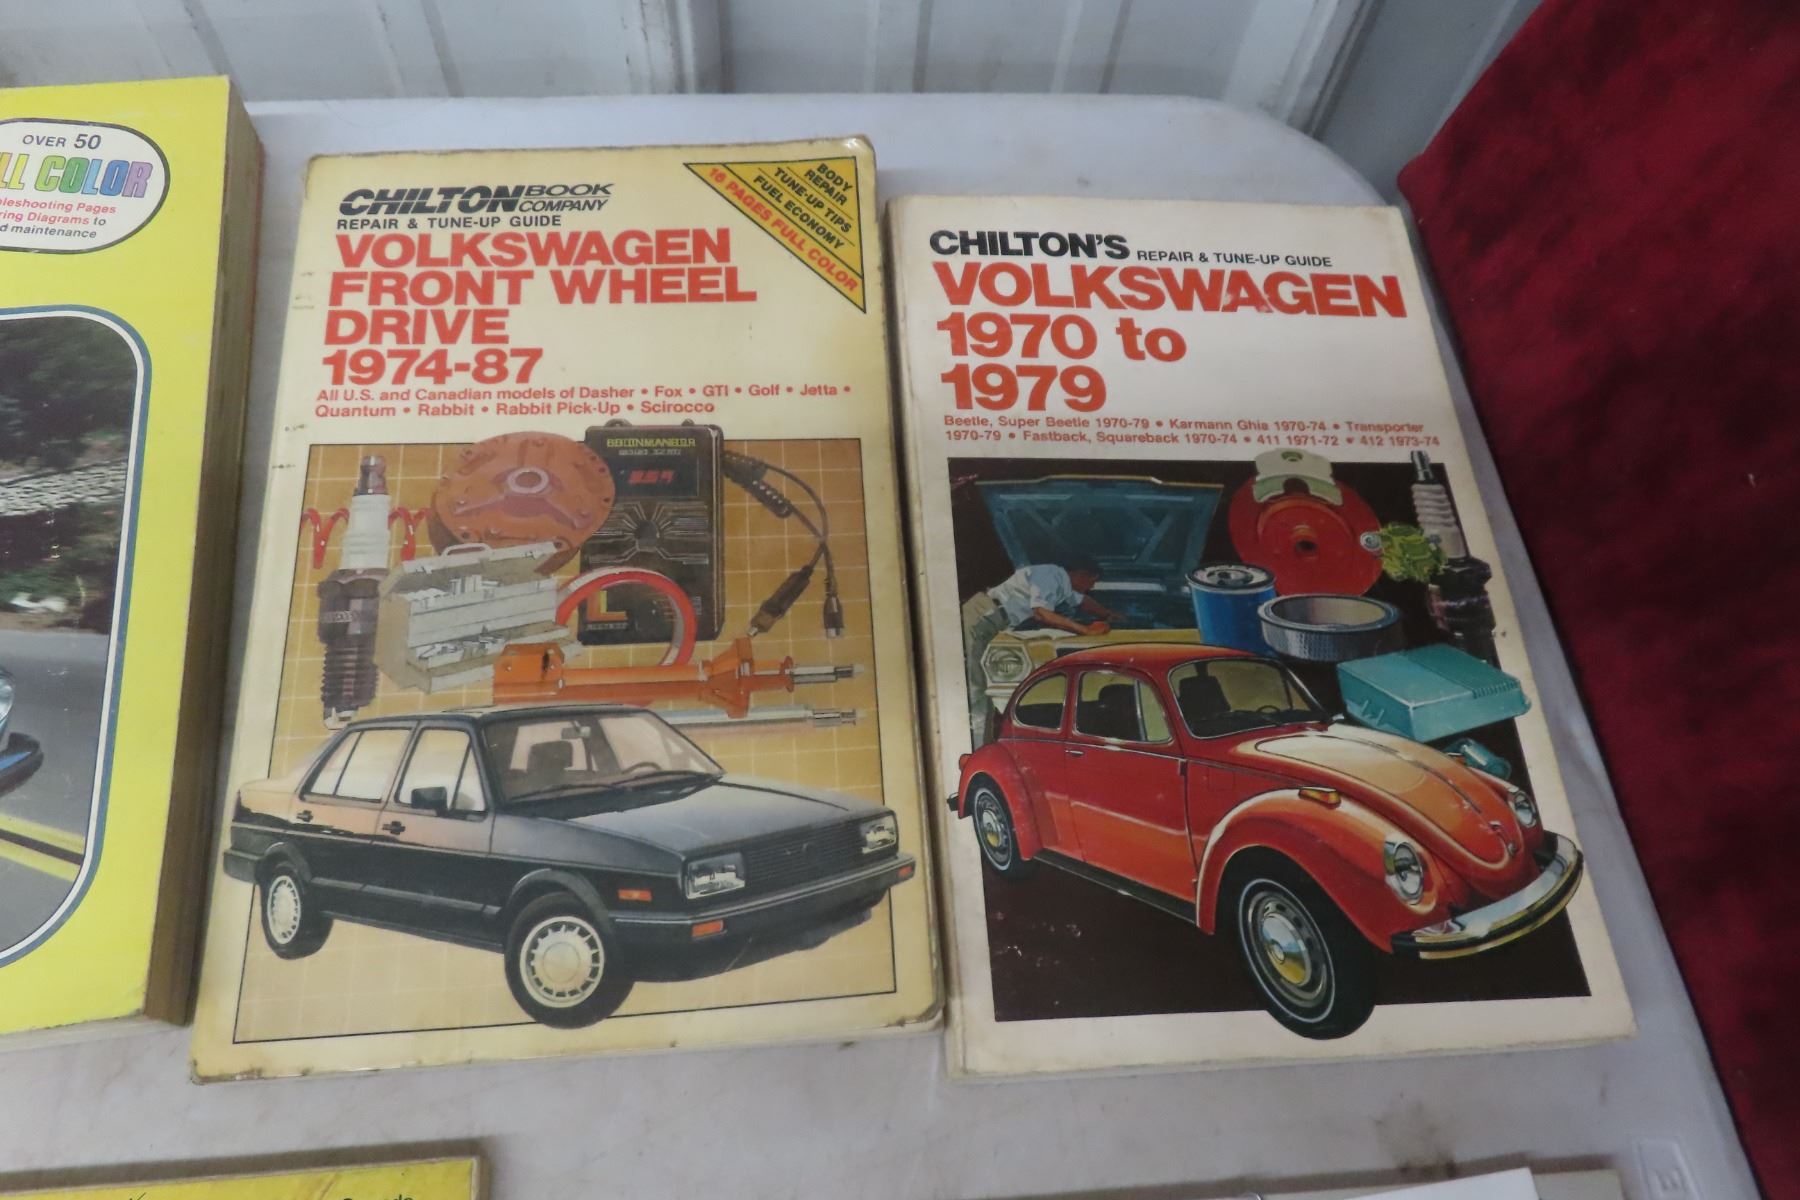 OVER 50
LL COLOR
bleshooting Pages
ring Diagrams to
d maintenance
CHILTON BOOK COMPANY
REPAIR & TUNE-UP GUIDE
VOLKSWAGEN
FRONT WHEEL
DRIVE
1974-87
All U.S. and Canadian models of Dasher • Fox • GTI • Golf • Jetta •
Quantum • Rabbit • Rabbit Pick-Up • Scirocco
BODY
REPAIR
TUNE-UP TIPS
FUEL ECONOMY
16 PAGES FULL COLOR
CHILTON'S REPAIR & TUNE-UP GUIDE
VOLKSWAGEN
1970 to
1979
Beetle, Super Beetle 1970-79 • Karmann Ghia 1970-74 • Transporter
1970-79 • Fastback, Squareback 1970-74 • 411 1971-72 • 412 1973-74